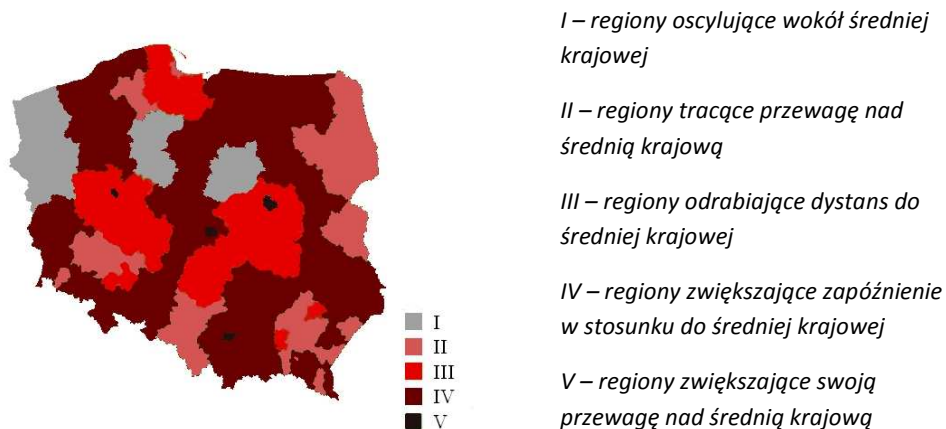 I – regiony oscylujące wokół średniej
krajowej
II – regiony tracące przewagę nad
średnią krajową
III – regiony odrabiające dystans do
średniej krajowej
IV – regiony zwiększające zapóźnienie
w stosunku do średniej krajowej
V – regiony zwiększające swoją
przewagę nad średnią krajową
I
II
III
IV
V